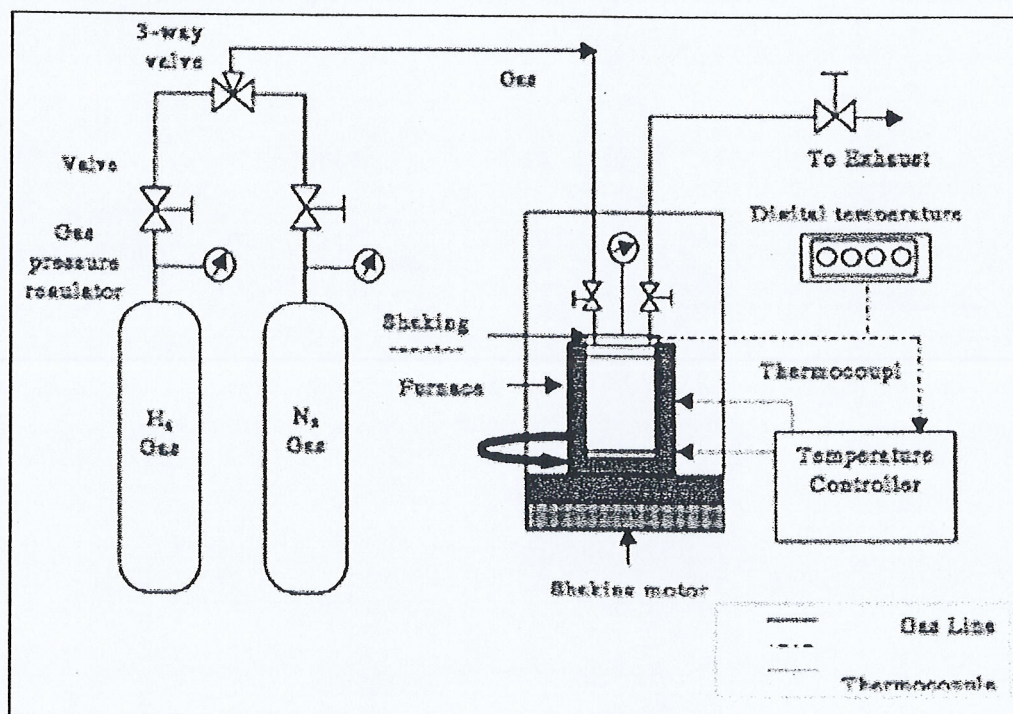 3-way
valve
Gas
To Exhaust
Valve
Digital temperature
Gas
pressure
regulator
Shaking
reactor
Furnace
Thermocoupl
H₂
Gas
N₂
Gas
Temperature
Controller
Shaking motor
Gas Line
Thermocouple